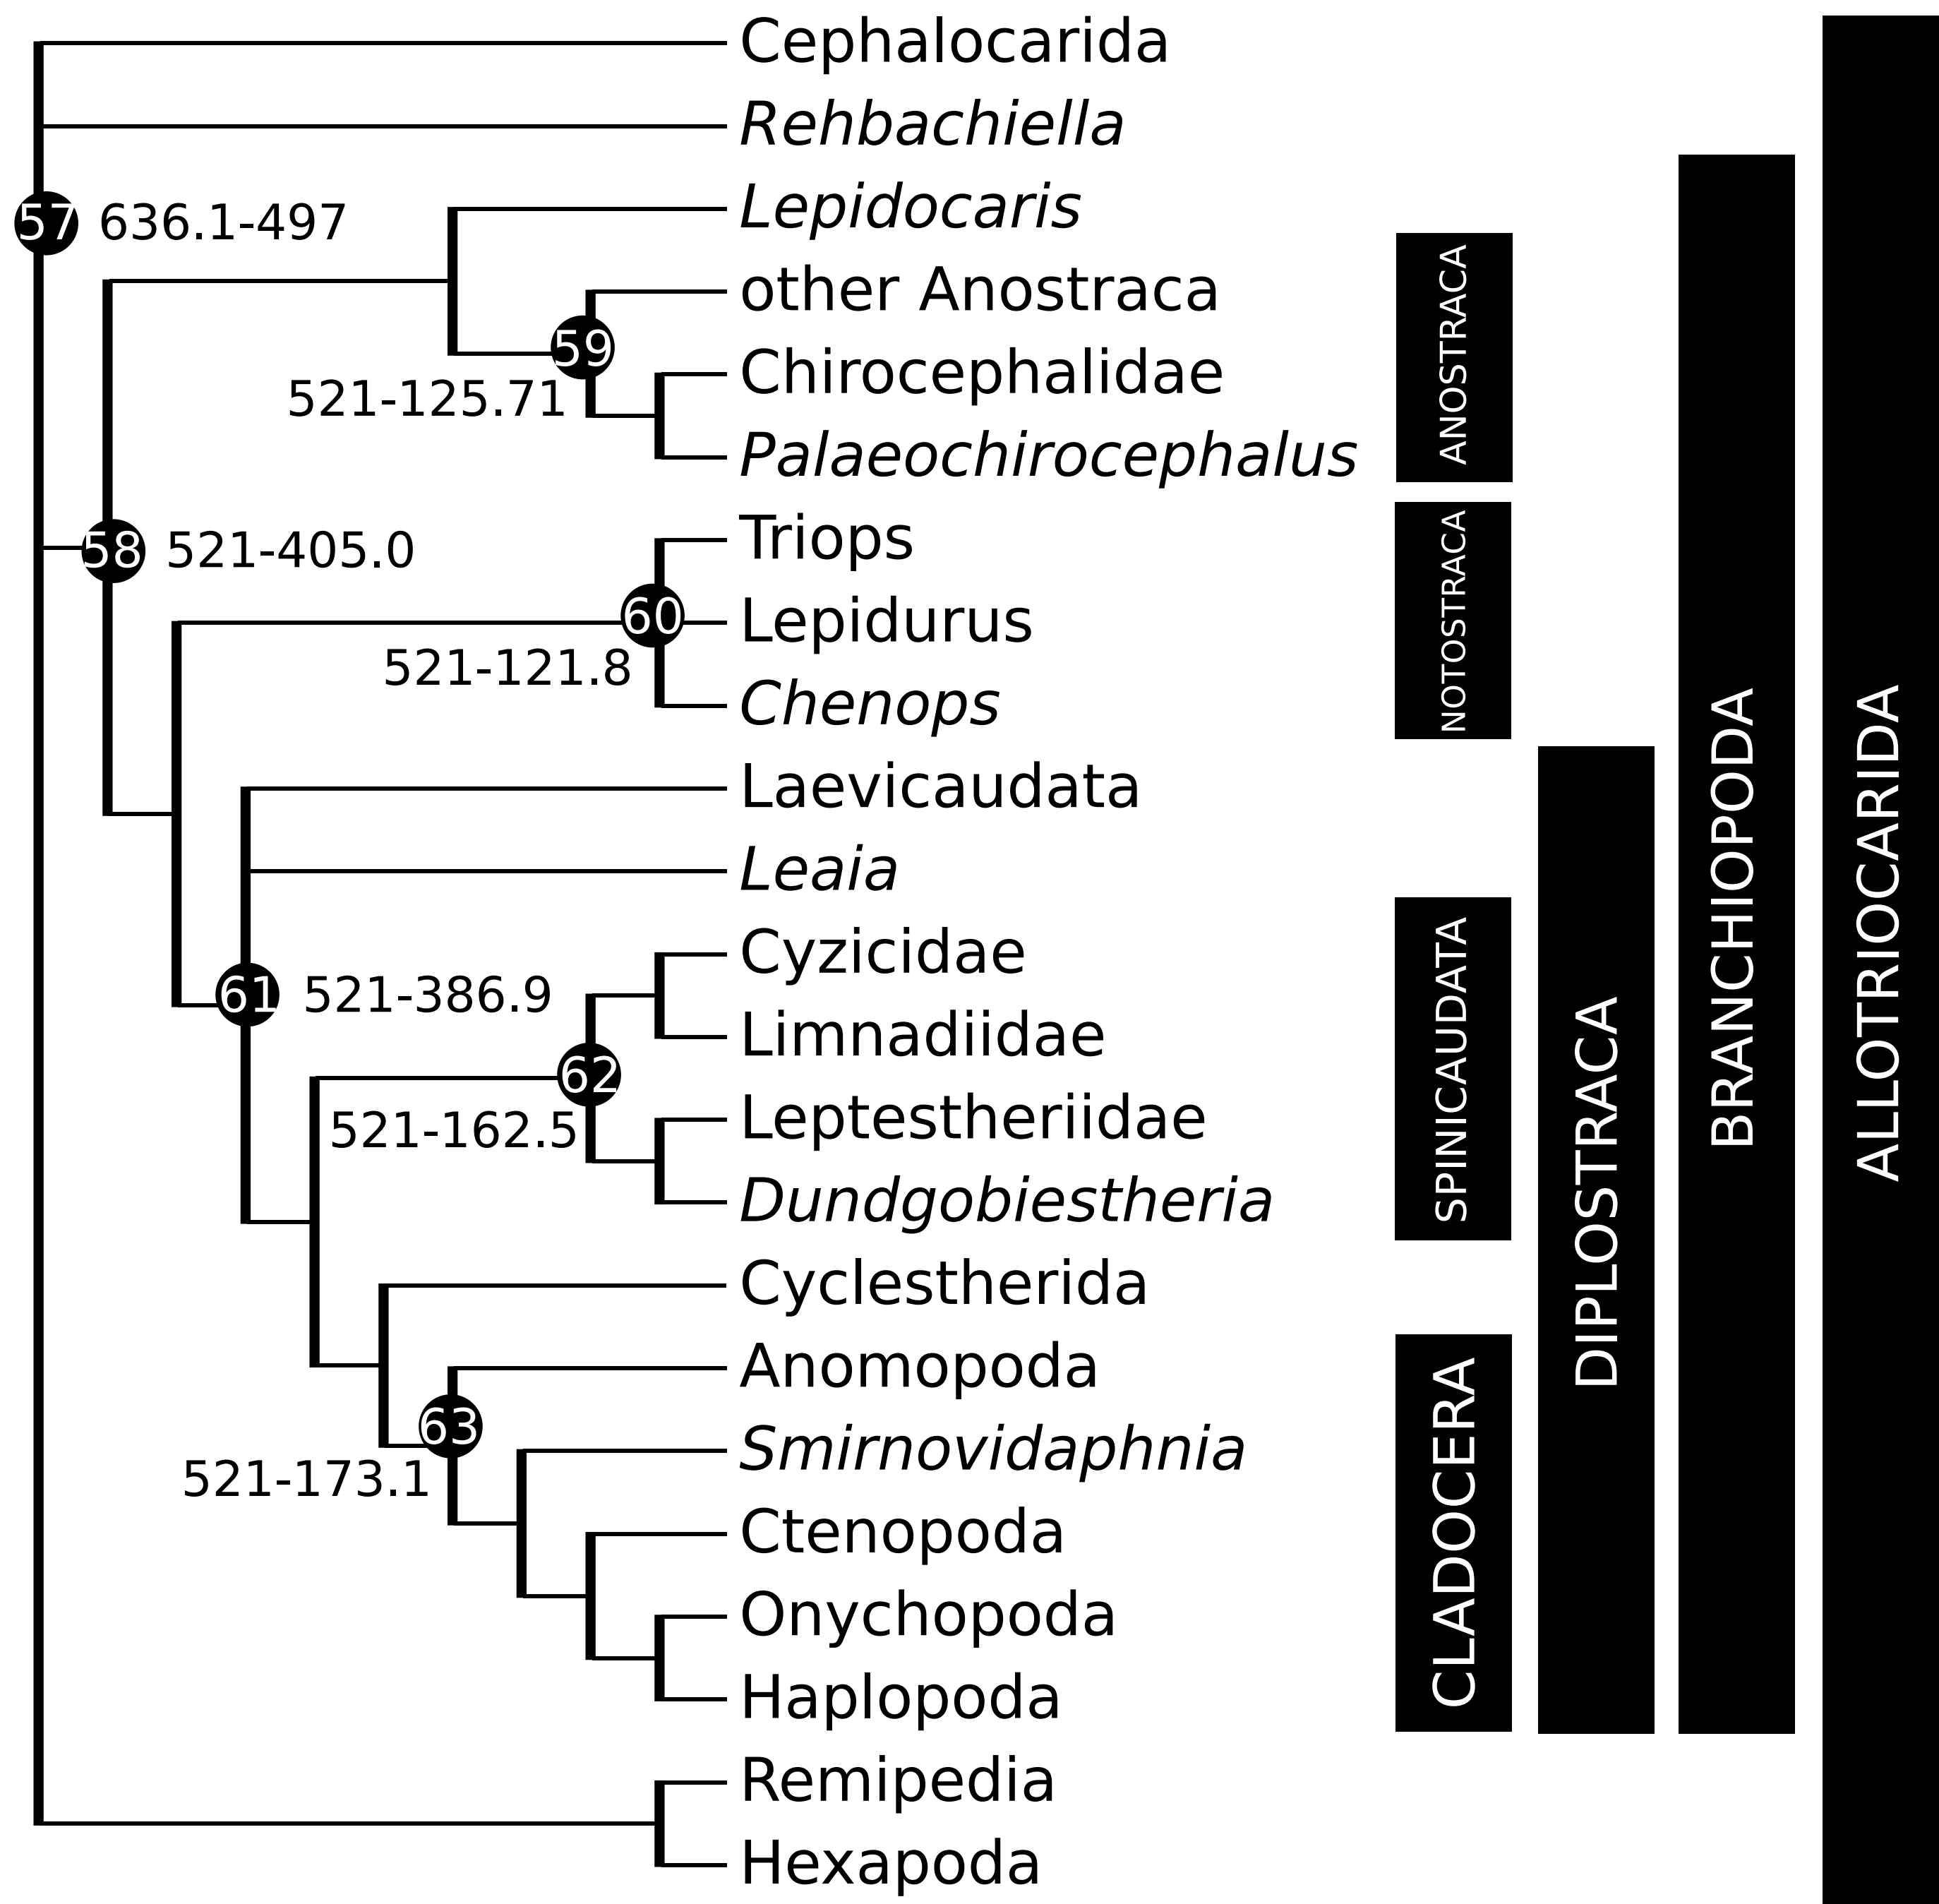 Cephalocarida
Rehbachiella
57 636.1-497
Lepidocaris
other Anostraca
59
521-125.71
Chirocephalidae
Palaeochirocephalus
ANOSTRACA
58 521-405.0
Triops
60
Lepidurus
521-121.8
Chenops
NOTOSTRACA
Laevicaudata
Leaia
61 521-386.9
Cyzicidae
Limnadiidae
62
521-162.5
Leptestheriidae
Dundgobiestheria
SPINICAUDATA
Cyclestherida
Anomopoda
63
521-173.1
Smirnovidaphnia
Ctenopoda
Onychopoda
Haplopoda
CLADOCERA
DIPLOSTRACA
BRANCHIOPODA
Remipedia
Hexapoda
ALLOTRIOCARIDA